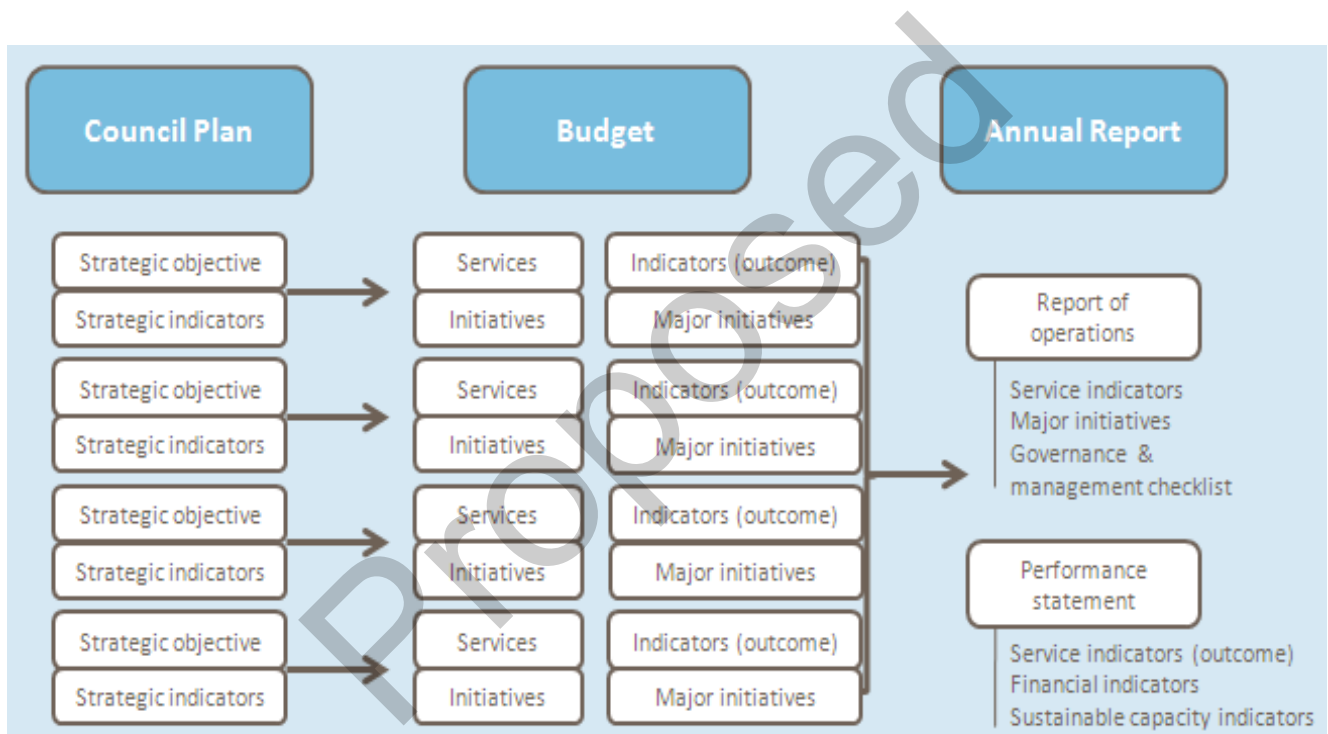 Council Plan
Budget
Annual Report
Strategic objective
Strategic indicators
Services
Initiatives
Indicators (outcome)
Major initiatives
Strategic objective
Strategic indicators
Services
Initiatives
Indicators (outcome)
Major initiatives
Strategic objective
Strategic indicators
Services
Initiatives
Indicators (outcome)
Major initiatives
Strategic objective
Strategic indicators
Services
Initiatives
Indicators (outcome)
Major initiatives
Report of
operations
Service indicators
Major initiatives
Governance &
management checklist
Performance
statement
Service indicators (outcome)
Financial indicators
Sustainable capacity indicators
Proposed